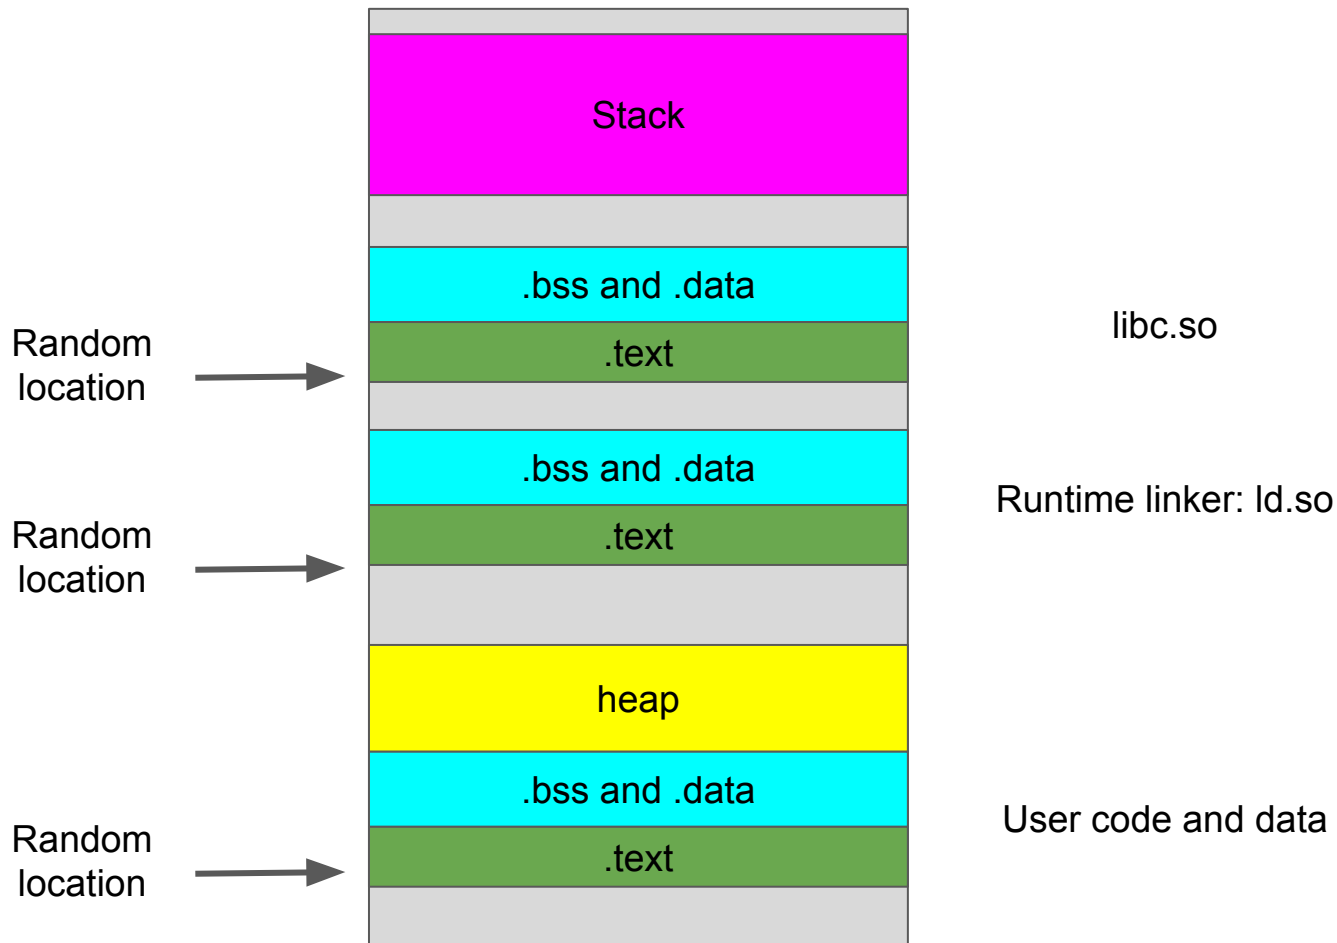 Stack
.bss and .data
libc.so
Random
location
.text
.bss and .data
Runtime linker: ld.so
Random
location
.text
heap
.bss and .data
User code and data
Random
location
.text